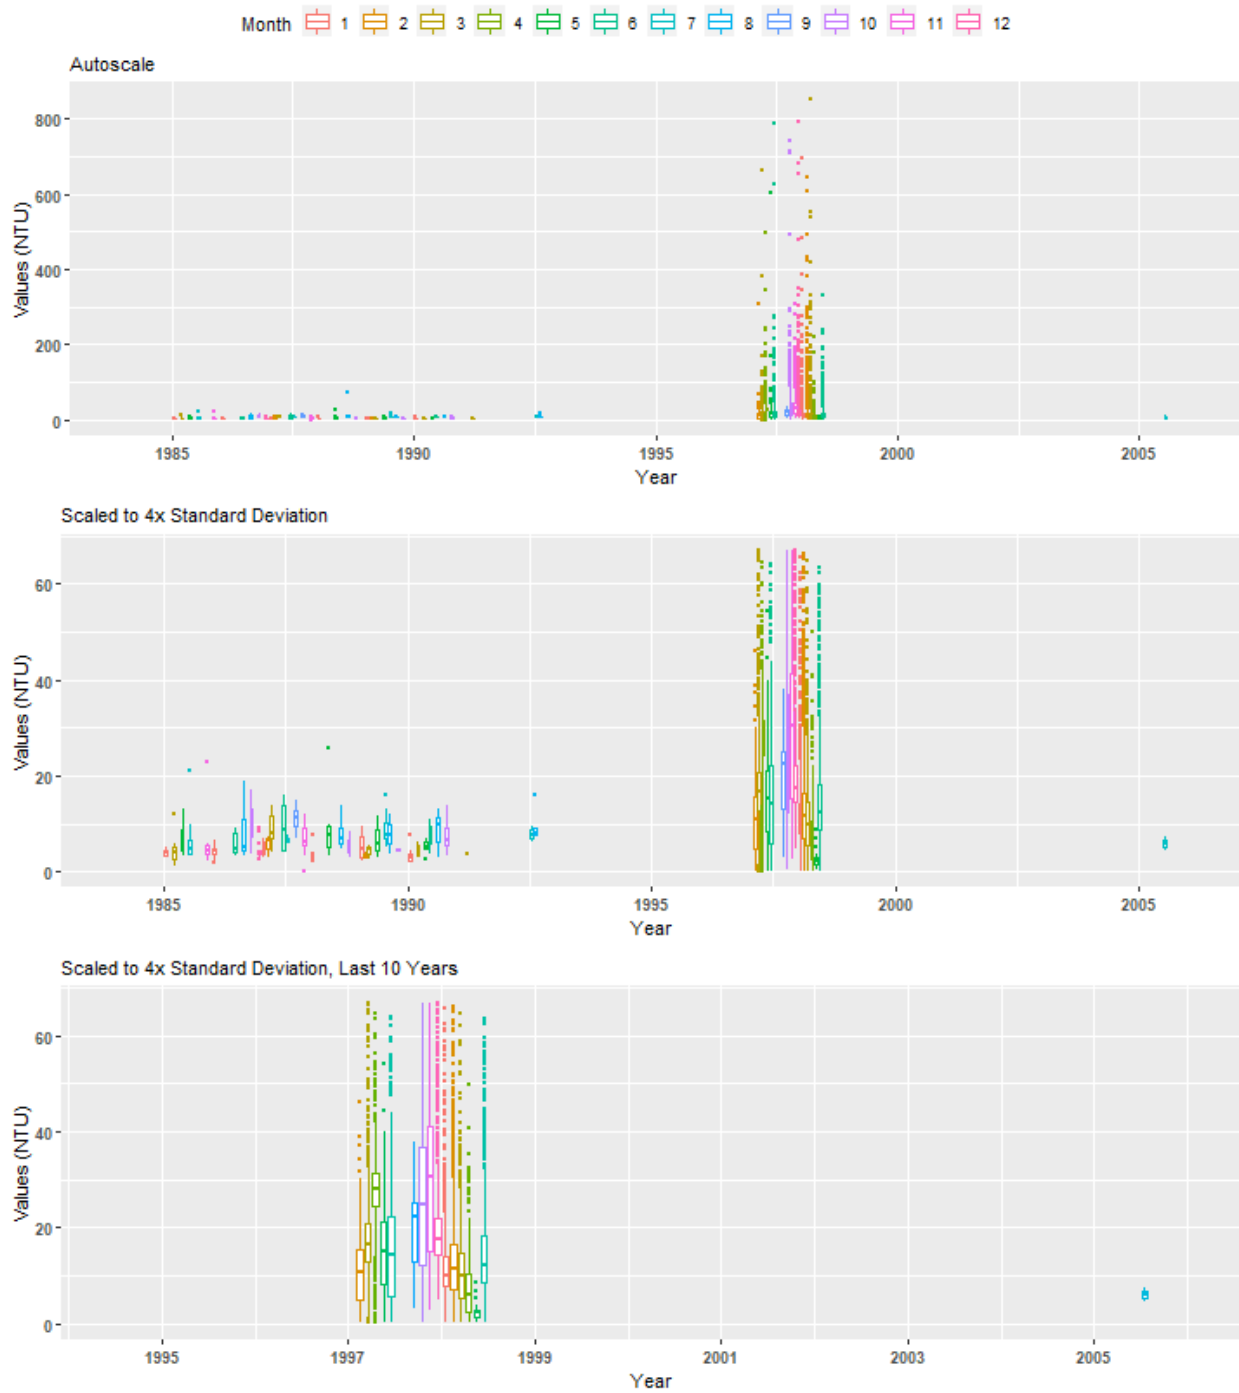 Month 1 2 3 4 5 6 7 8 9 10 11 12
Autoscale
Values (NTU)
800
600
400
200
0
1985 1990 1995 2000 2005
Year
Scaled to 4x Standard Deviation
Values (NTU)
60
40
20
0
1985 1990 1995 2000 2005
Year
Scaled to 4x Standard Deviation, Last 10 Years
Values (NTU)
60
40
20
0
1995 1997 1999 2001 2003 2005
Year